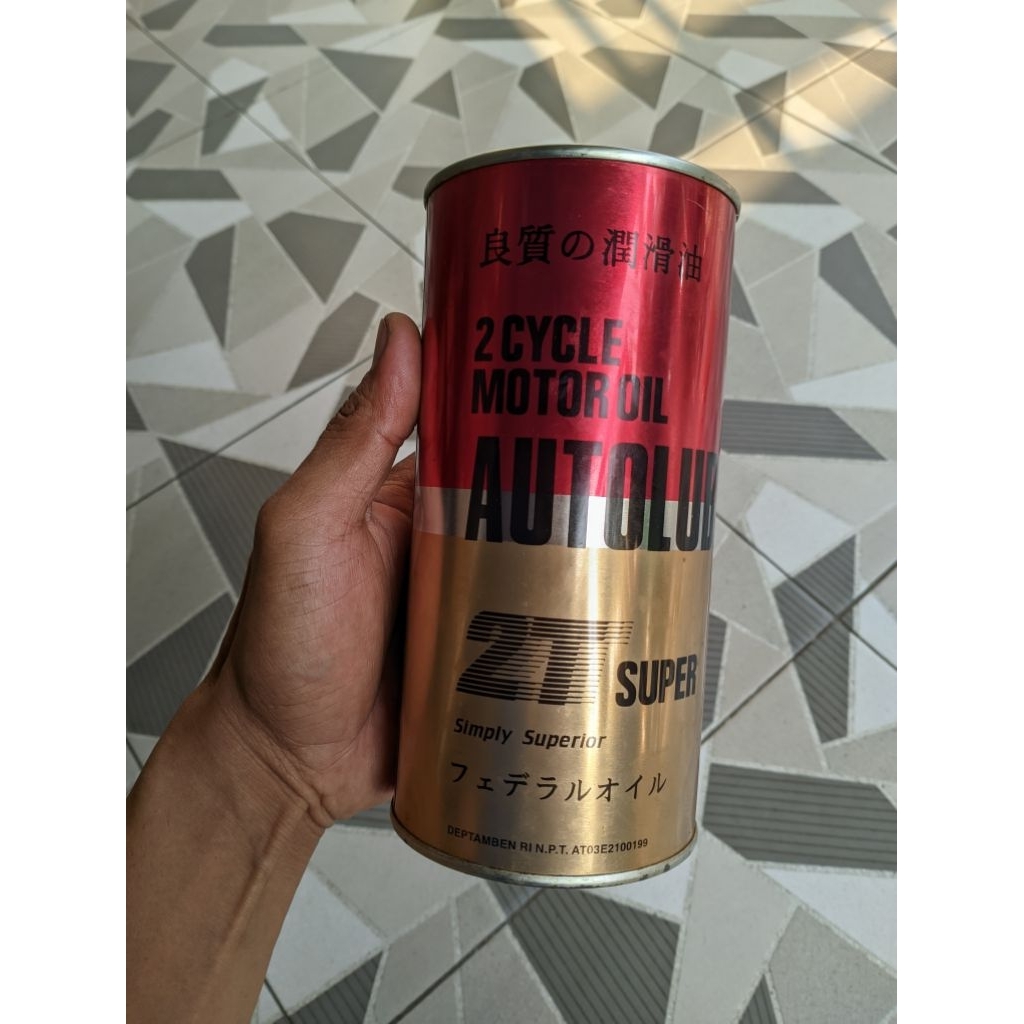 良質の潤滑油
2 CYCLE
MOTOR OIL
AUTOLUB
2T SUPER
Simply Superior
フェデラルオイル
DEPTAMBEN RI N.P.T. AT03E2100199